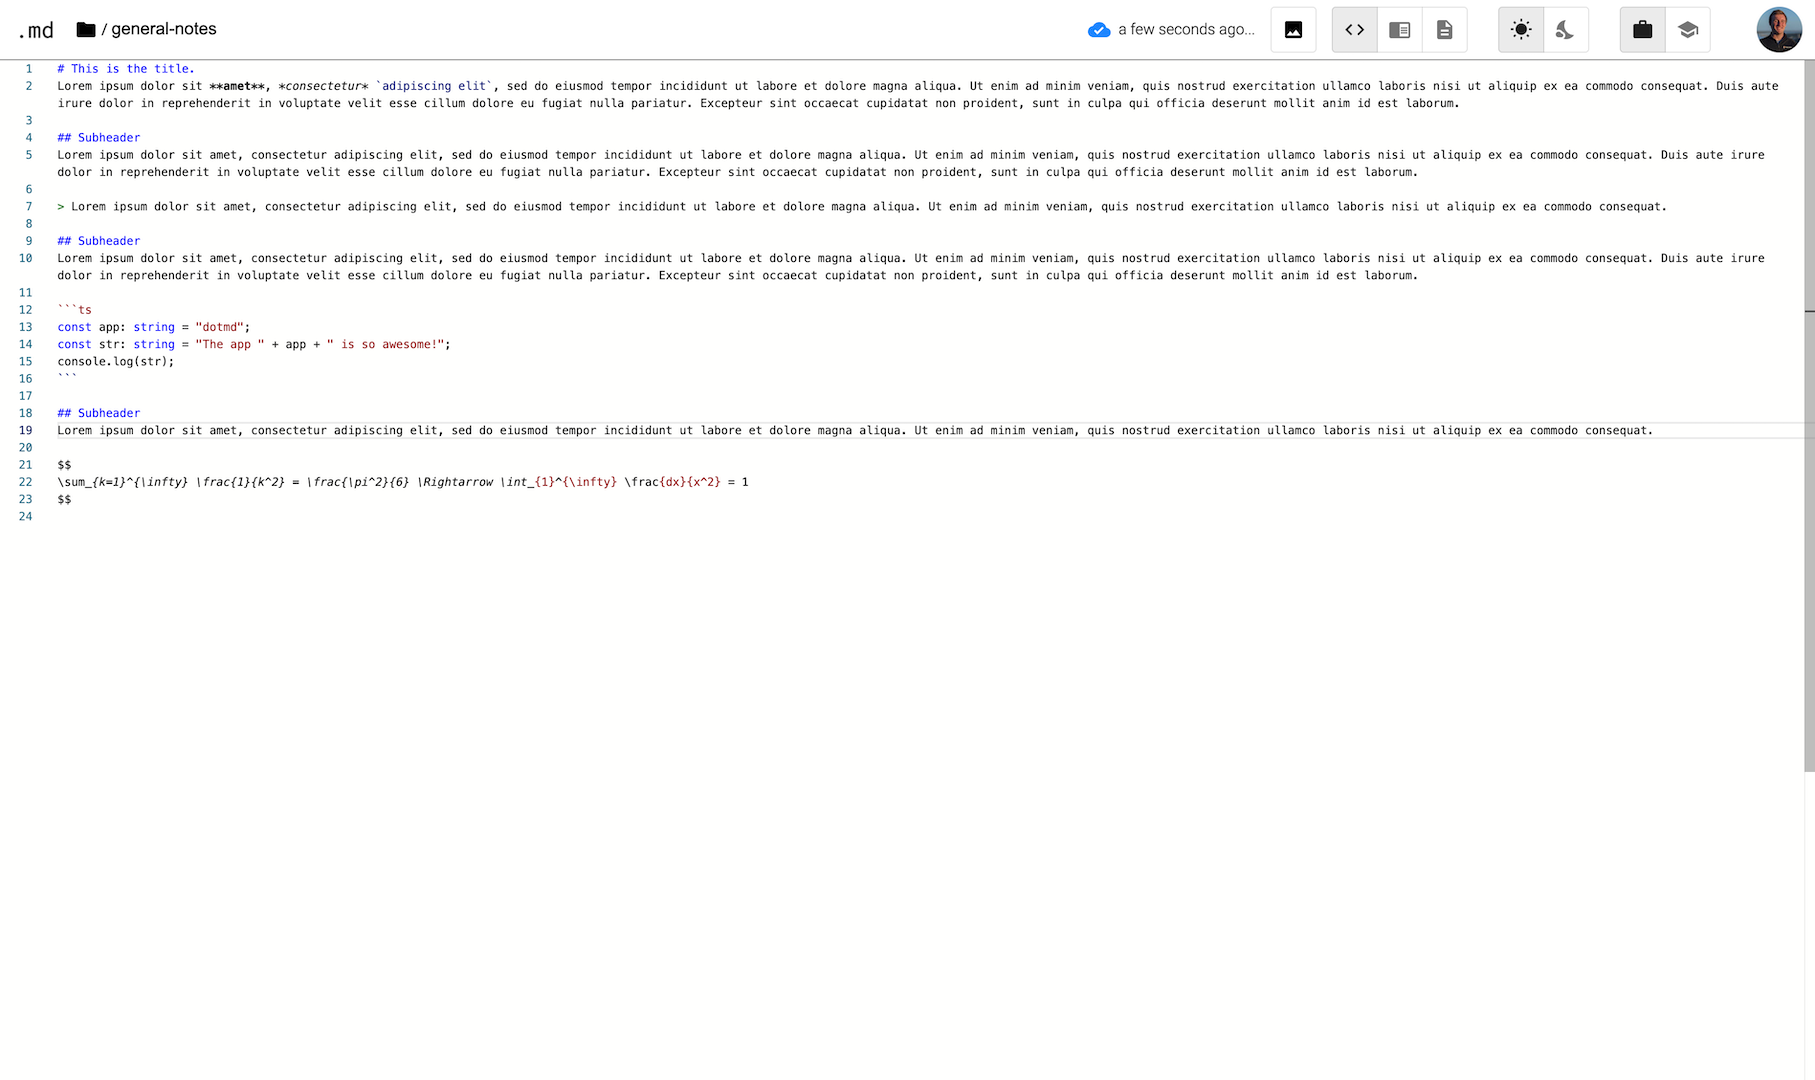 .md / general-notes a few seconds ago...
1 # This is the title.
2 Lorem ipsum dolor sit **amet**, *consectetur* `adipiscing elit`, sed do eiusmod tempor incididunt ut labore et dolore magna aliqua. Ut enim ad minim veniam, quis nostrud exercitation ullamco laboris nisi ut aliquip ex ea commodo consequat. Duis aute
irure dolor in reprehenderit in voluptate velit esse cillum dolore eu fugiat nulla pariatur. Excepteur sint occaecat cupidatat non proident, sunt in culpa qui officia deserunt mollit anim id est laborum.
3
4 ## Subheader
5 Lorem ipsum dolor sit amet, consectetur adipiscing elit, sed do eiusmod tempor incididunt ut labore et dolore magna aliqua. Ut enim ad minim veniam, quis nostrud exercitation ullamco laboris nisi ut aliquip ex ea commodo consequat. Duis aute irure
dolor in reprehenderit in voluptate velit esse cillum dolore eu fugiat nulla pariatur. Excepteur sint occaecat cupidatat non proident, sunt in culpa qui officia deserunt mollit anim id est laborum.
6
7 > Lorem ipsum dolor sit amet, consectetur adipiscing elit, sed do eiusmod tempor incididunt ut labore et dolore magna aliqua. Ut enim ad minim veniam, quis nostrud exercitation ullamco laboris nisi ut aliquip ex ea commodo consequat.
8
9 ## Subheader
10 Lorem ipsum dolor sit amet, consectetur adipiscing elit, sed do eiusmod tempor incididunt ut labore et dolore magna aliqua. Ut enim ad minim veniam, quis nostrud exercitation ullamco laboris nisi ut aliquip ex ea commodo consequat. Duis aute irure
dolor in reprehenderit in voluptate velit esse cillum dolore eu fugiat nulla pariatur. Excepteur sint occaecat cupidatat non proident, sunt in culpa qui officia deserunt mollit anim id est laborum.
11
12 ```ts
13 const app: string = "dotmd";
14 const str: string = "The app " + app + " is so awesome!";
15 console.log(str);
16 ```
17
18 ## Subheader
19 Lorem ipsum dolor sit amet, consectetur adipiscing elit, sed do eiusmod tempor incididunt ut labore et dolore magna aliqua. Ut enim ad minim veniam, quis nostrud exercitation ullamco laboris nisi ut aliquip ex ea commodo consequat.
20
21 $$
22 \sum_{k=1}^{\infty} \frac{1}{k^2} = \frac{\pi^2}{6} \Rightarrow \int_{1}^{\infty} \frac{dx}{x^2} = 1
23 $$
24